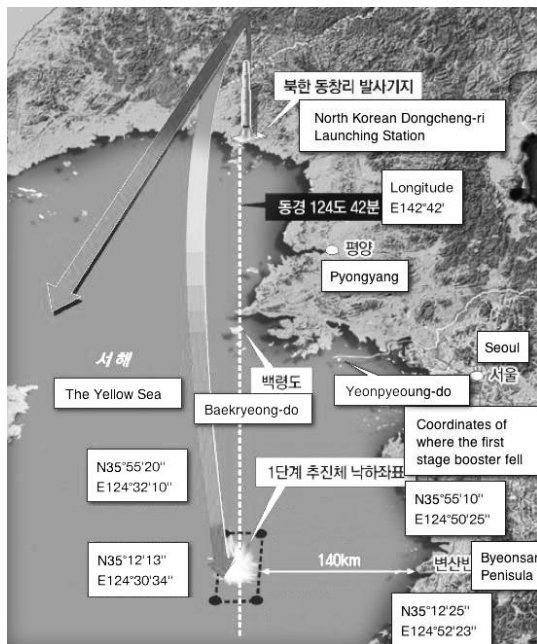 북한 동창리 발사기지
North Korean Dongcheng-ri
Launching Station
동경 124도 42분
Longitude
E142°42'
평양
Pyongyang
서해
The Yellow Sea
백령도
Baekryeong-do
Yeonpyeoung-do
Seoul
서울
Coordinates of
where the first
stage booster fell
1단계 추진체 낙하좌표
N35°55'20"
E124°32'10"
N35°55'10"
E124°50'25"
N35°12'13"
E124°30'34"
140km
변산반
Byeonsan
Penisula
N35°12'25"
E124°52'23"